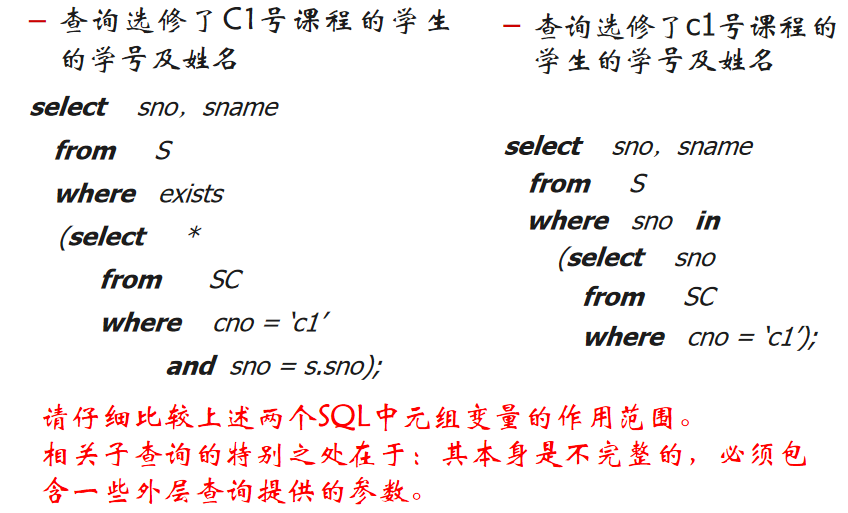 – 查询选修了C1号课程的学生
的学号及姓名
select sno，sname
from S
where exists
(select *
from SC
where cno = ‘c1’
and sno = s.sno);
– 查询选修了c1号课程的
学生的学号及姓名
select sno，sname
from S
where sno in
(select sno
from SC
where cno = ‘c1’);
请仔细比较上述两个SQL中元组变量的作用范围。
相关子查询的特别之处在于：其本身是不完整的，必须包
含一些外层查询提供的参数。